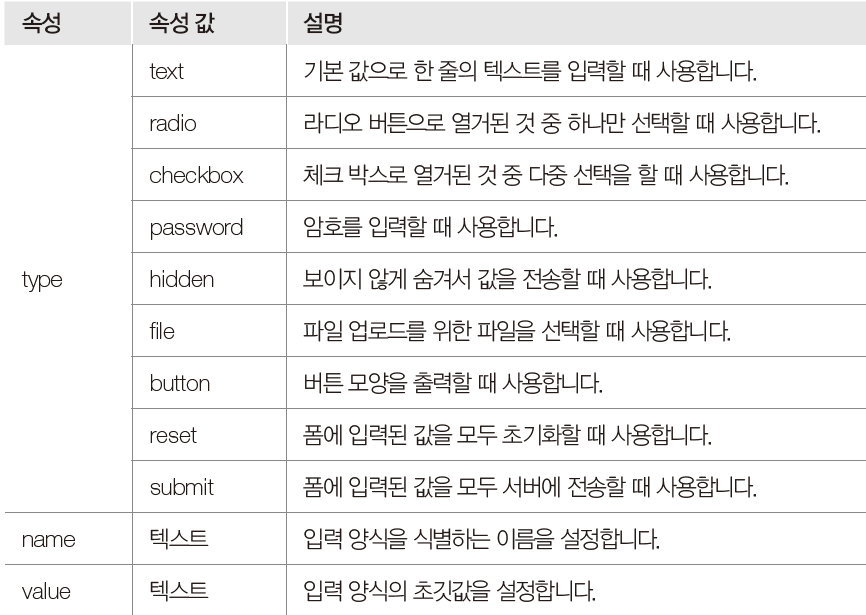 속성 속성 값 설명
text 기본 값으로 한 줄의 텍스트를 입력할 때 사용합니다.
radio 라디오 버튼으로 열거된 것 중 하나만 선택할 때 사용합니다.
checkbox 체크 박스로 열거된 것 중 다중 선택을 할 때 사용합니다.
password 암호를 입력할 때 사용합니다.
type hidden 보이지 않게 숨겨서 값을 전송할 때 사용합니다.
file 파일 업로드를 위한 파일을 선택할 때 사용합니다.
button 버튼 모양을 출력할 때 사용합니다.
reset 폼에 입력된 값을 모두 초기화할 때 사용합니다.
submit 폼에 입력된 값을 모두 서버에 전송할 때 사용합니다.
name 텍스트 입력 양식을 식별하는 이름을 설정합니다.
value 텍스트 입력 양식의 초깃값을 설정합니다.